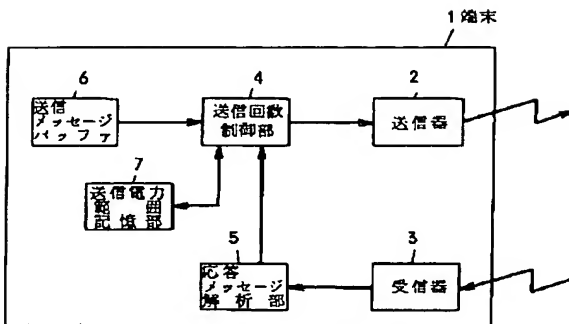 1 端末
6
送信
メッセージ
バッファ
4
送信回数
制御部
2
送信器
7
送信電力
範囲
記憶部
5
応答
メッセージ
解析部
3
受信器